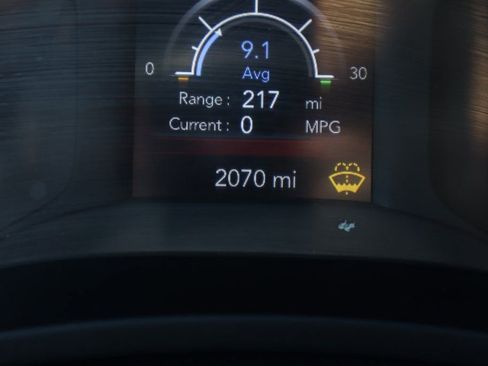 9.1
0 Avg 30
Range : 217 mi
Current : 0 MPG
2070 mi